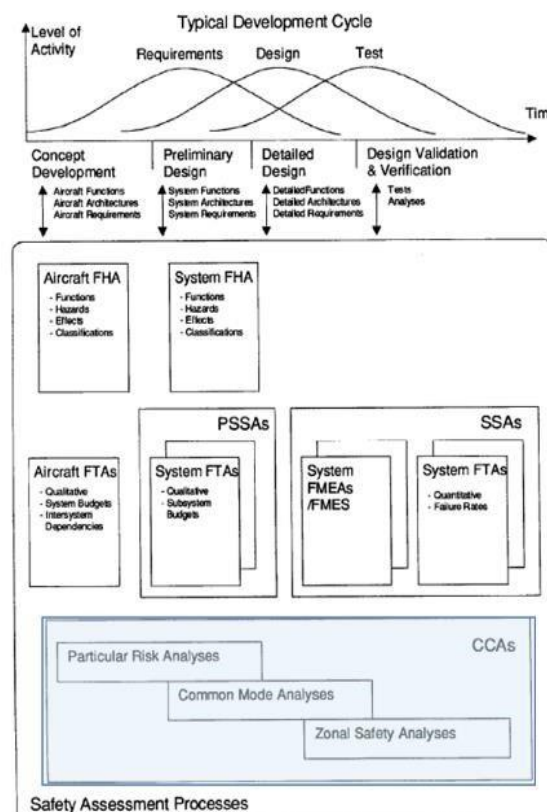 Typical Development Cycle
Level of
Activity
Requirements
Design
Test
Tim
Concept
Development
Preliminary
Design
Detailed
Design
Design Validation
& Verification
Aircraft Functions
Aircraft Architectures
Aircraft Requirements
System Functions
System Architectures
System Requirements
DetailedFunctions
Detailed Architectures
Detailed Requirements
Tests
Analyses
Aircraft FHA
- Functions
- Hazards
- Effects
- Classifications
System FHA
- Functions
- Hazards
- Effects
- Classifications
PSSAs
SSAs
Aircraft FTAs
- Qualitative
- System Budgets
- Intersystem
Dependencies
System FTAs
- Qualitative
- Subsystem
Budgets
System
FMEAs
/FMES
System FTAs
- Quantitative
- Failure Rates
CCAs
Particular Risk Analyses
Common Mode Analyses
Zonal Safety Analyses
Safety Assessment Processes